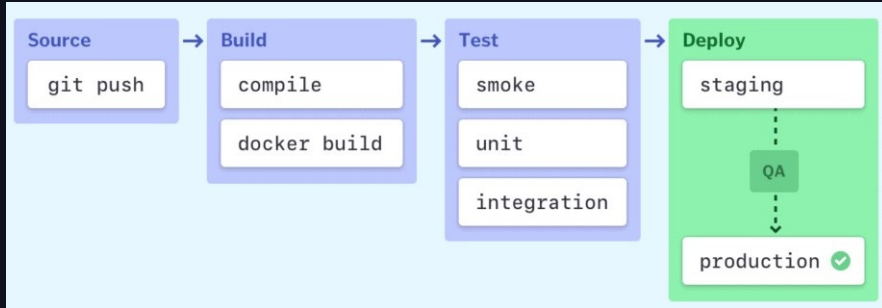 Source
git push
Build
compile
docker build
Test
smoke
unit
integration
Deploy
staging
QA
production